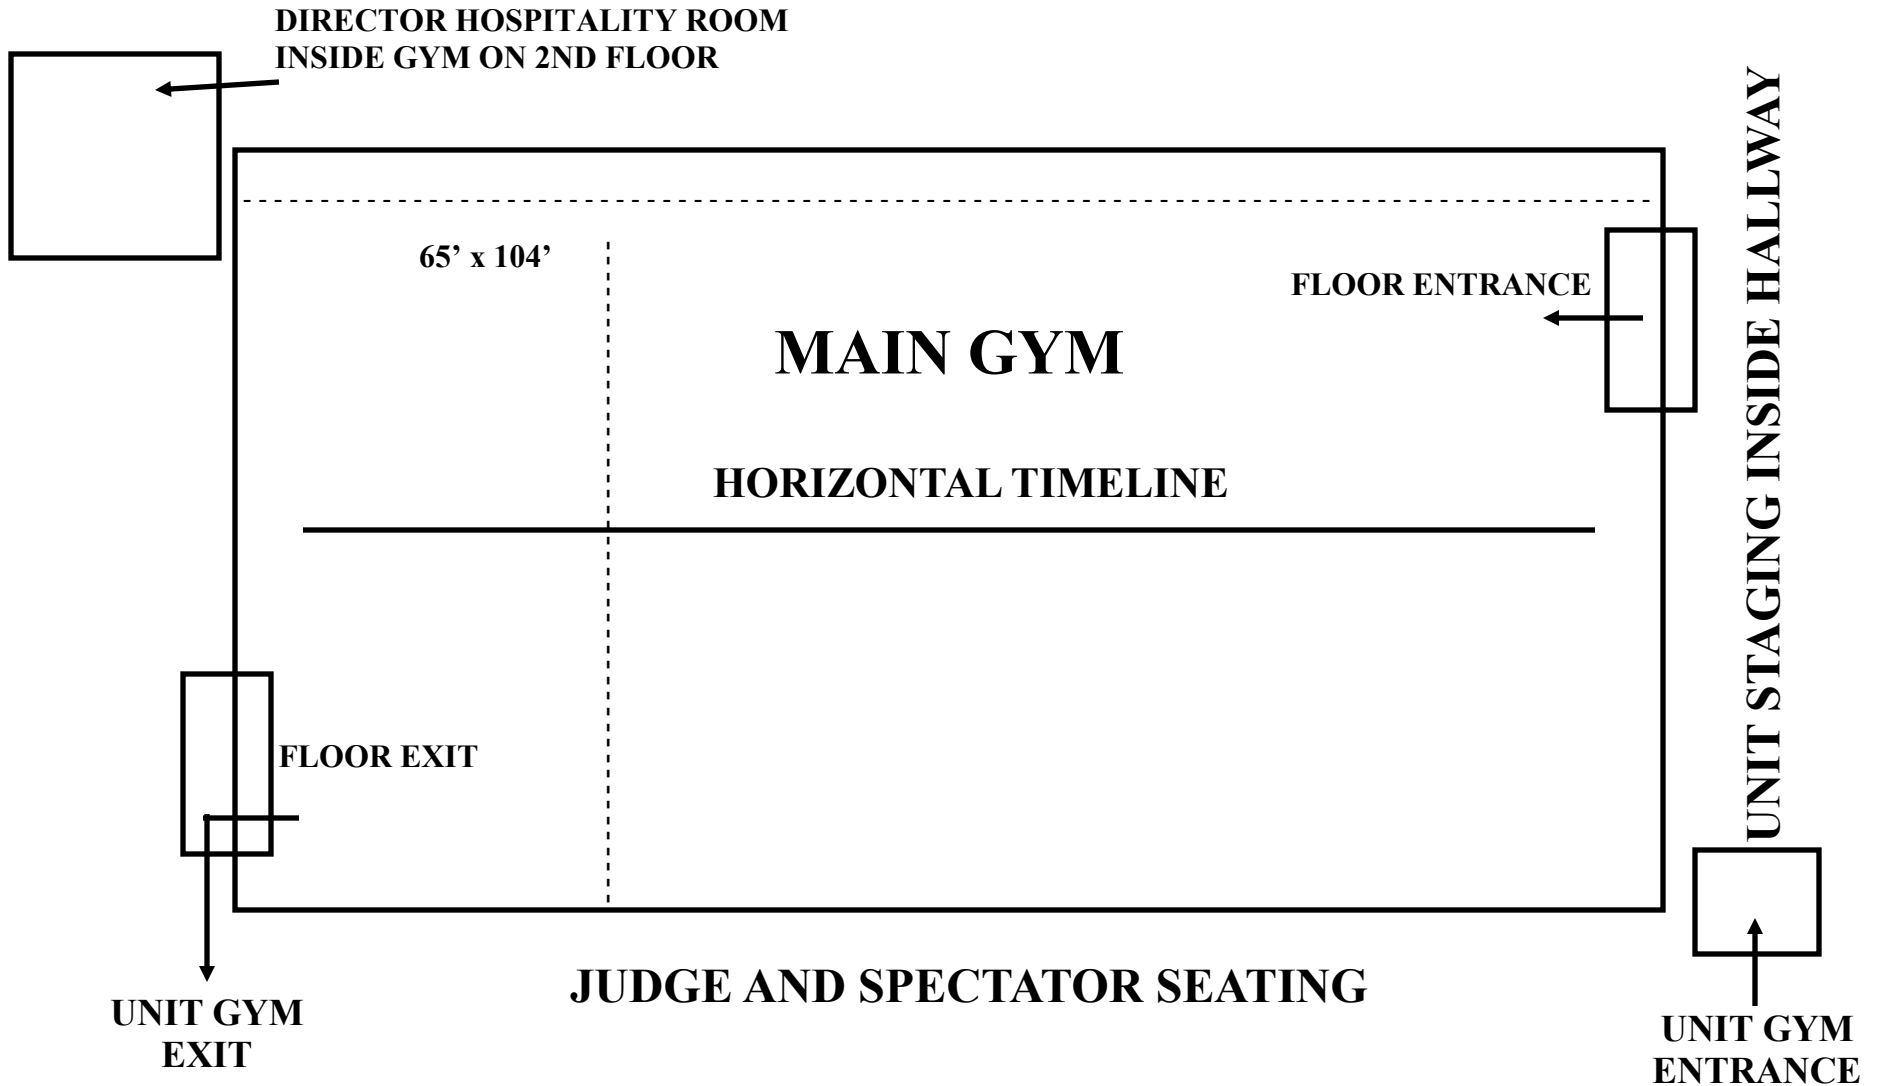 DIRECTOR HOSPITALITY ROOM
INSIDE GYM ON 2ND FLOOR
65’ x 104’
FLOOR ENTRANCE
MAIN GYM
HORIZONTAL TIMELINE
UNIT STAGING INSIDE HALLWAY
FLOOR EXIT
JUDGE AND SPECTATOR SEATING
UNIT GYM
EXIT
UNIT GYM
ENTRANCE